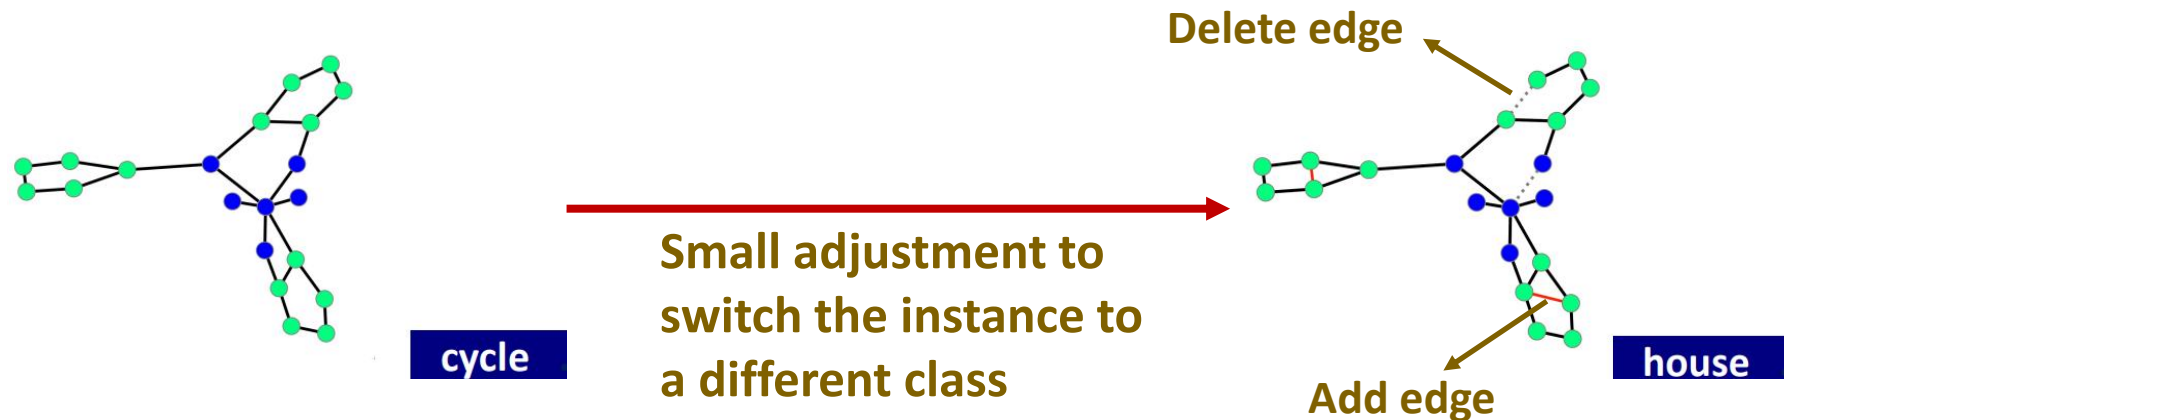 Delete edge
Small adjustment to
switch the instance to
a different class
cycle
house
Add edge